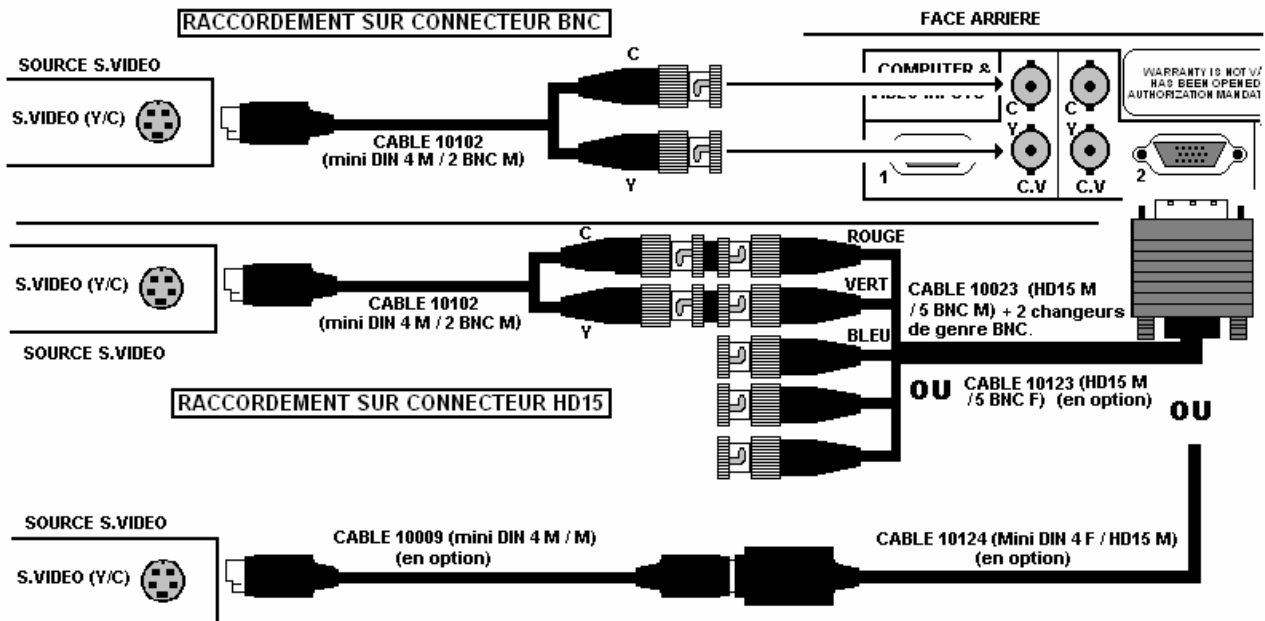 RACCORDEMENT SUR CONNECTEUR BNC
FACE ARRIERE
SOURCE S.VIDEO
S.VIDEO (Y/C)
CABLE 10102
(mini DIN 4 M / 2 BNC M)
C
Y
COMPUTER &
VIDEO INPUTS
1
C
Y
C.V
C
Y
C.V
WARRANTY IS NOT
HAS BEEN OPENED
AUTHORIZATION
2
S.VIDEO (Y/C)
SOURCE S.VIDEO
CABLE 10102
(mini DIN 4 M / 2 BNC M)
C
Y
ROUGE
VERT
BLEU
CABLE 10023 (HD15 M
/ 5 BNC M) + 2 changeurs
de genre BNC.
OU
CABLE 10123 (HD15 M
/5 BNC F) (en option)
OU
RACCORDEMENT SUR CONNECTEUR HD15
SOURCE S.VIDEO
S.VIDEO (Y/C)
CABLE 10009 (mini DIN 4 M / M)
(en option)
CABLE 10124 (Mini DIN 4 F / HD15 M)
(en option)